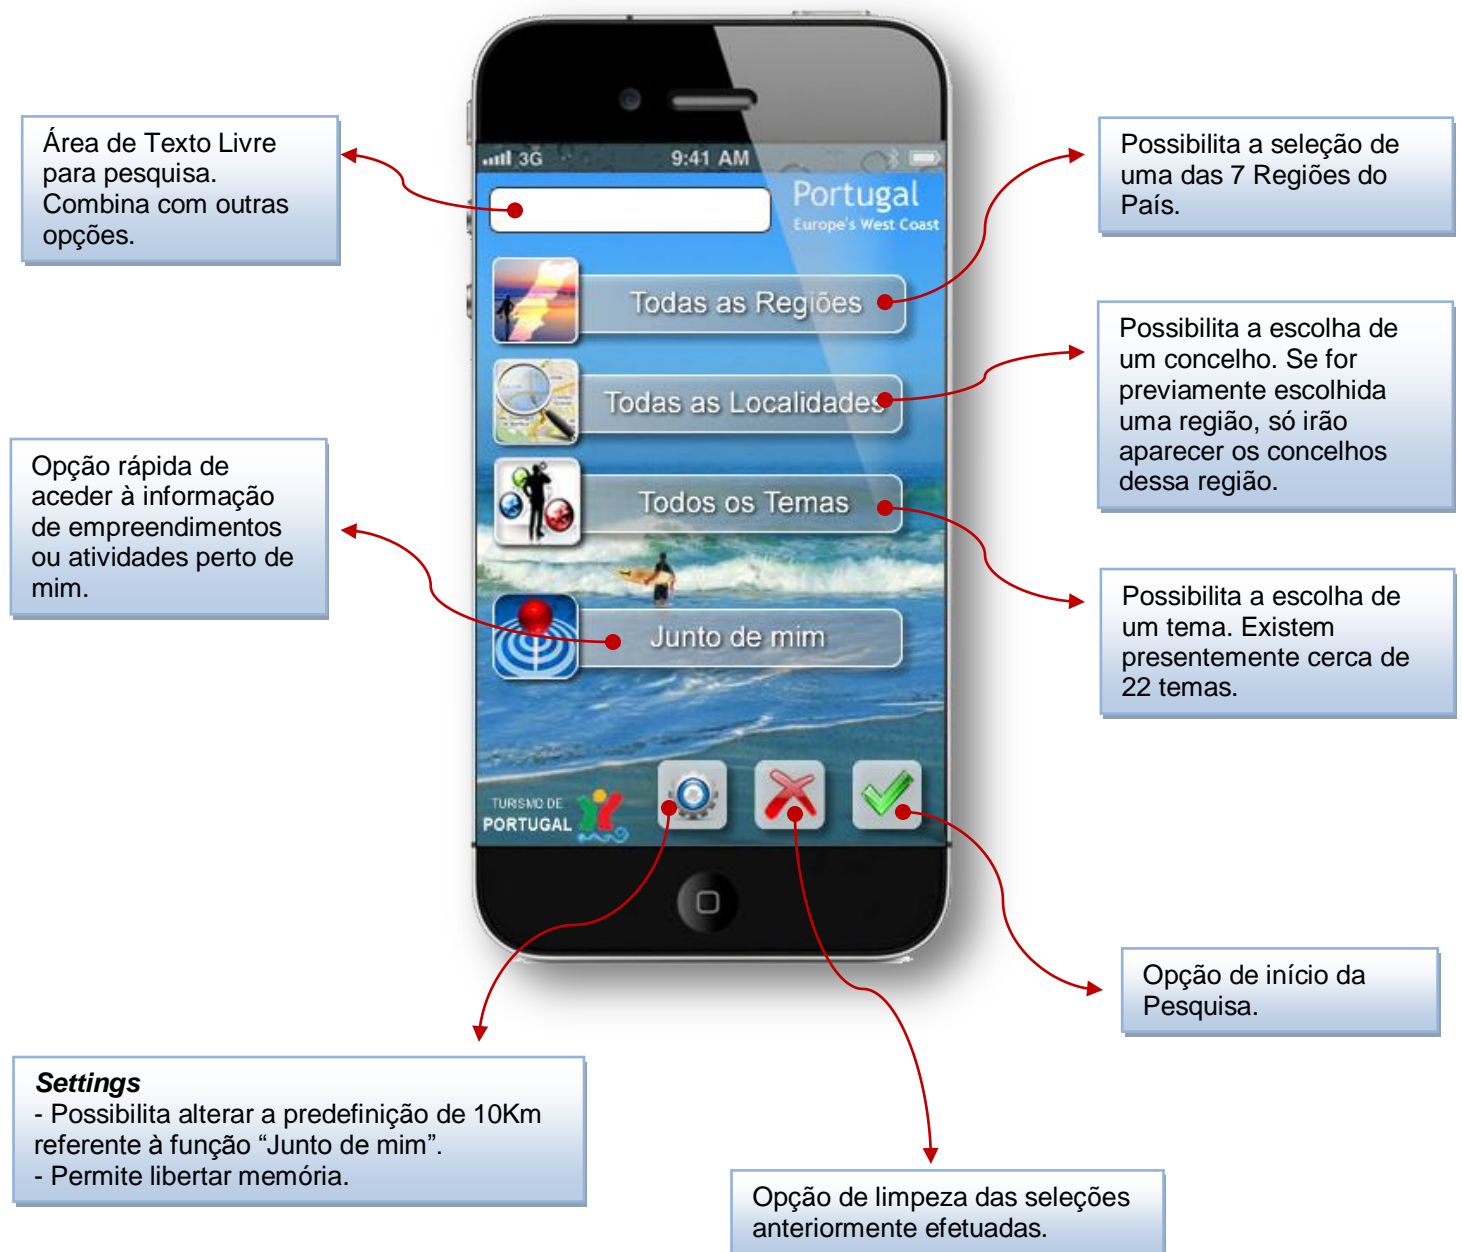 Área de Texto Livre
para pesquisa.
Combina com outras
opções.
3G
9:41 AM
Portugal
Europe's West Coast
Possibilita a seleção de
uma das 7 Regiões do
País.
Todas as Regiões
Possibilita a escolha de
um concelho. Se for
previamente escolhida
uma região, só irão
aparecer os concelhos
dessa região.
Todas as Localidades
Opção rápida de
aceder à informação
de empreendimentos
ou atividades perto de
mim.
Todos os Temas
Possibilita a escolha de
um tema. Existem
presentemente cerca de
22 temas.
Junto de mim
TURISMO DE
PORTUGAL
Opção de início da
Pesquisa.
Settings
- Possibilita alterar a predefinição de 10Km
referente à função “Junto de mim”.
- Permite libertar memória.
Opção de limpeza das seleções
anteriormente efetuadas.